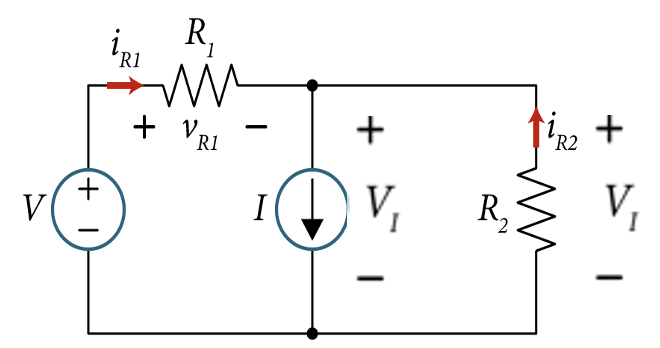 i_R1
R_1
+ v_R1 −
V
+
−
I
+
V_I
−
i_R2
R_2
+
V_I
−